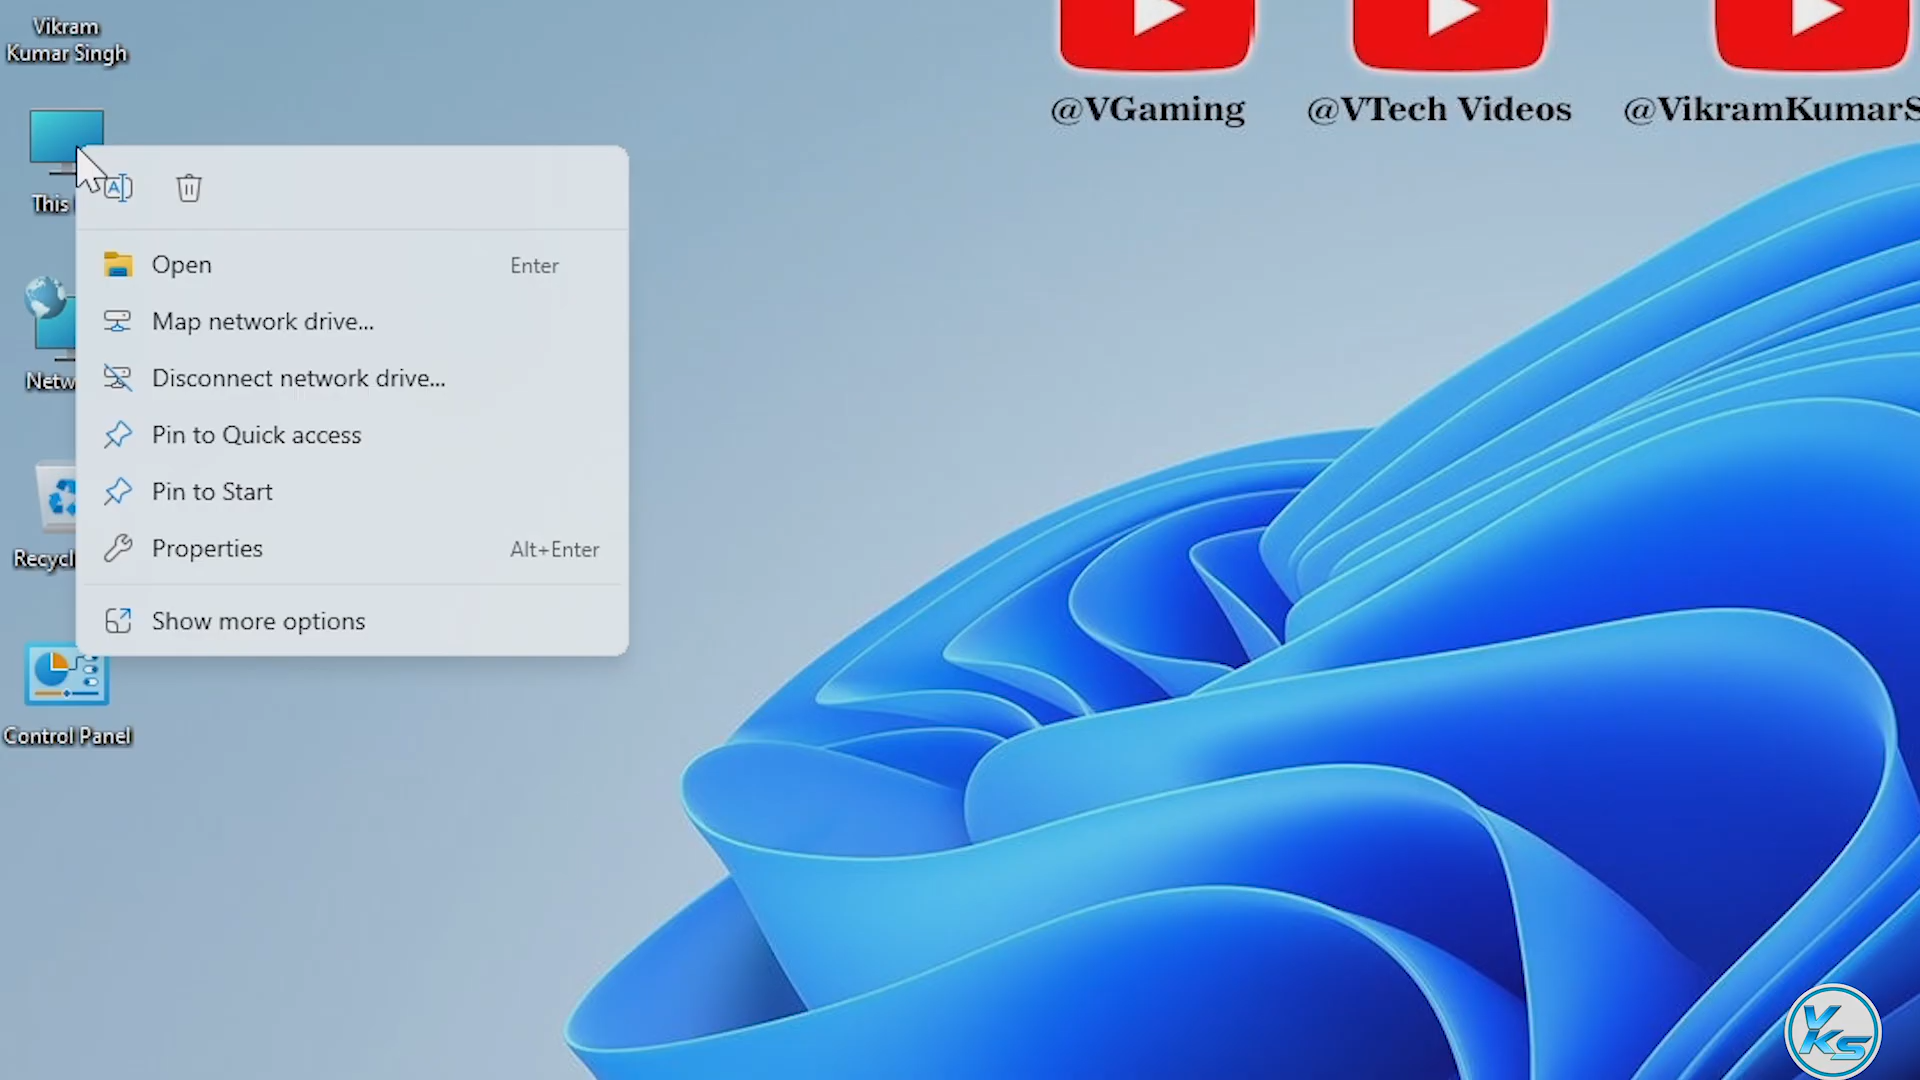 Vikram
Kumar Singh
@VGaming
@VTech Videos
@VikramKumarS
This
Open Enter
Map network drive...
Disconnect network drive...
Pin to Quick access
Pin to Start
Properties Alt+Enter
Show more options
Netw
Recycl
Control Panel
VKS